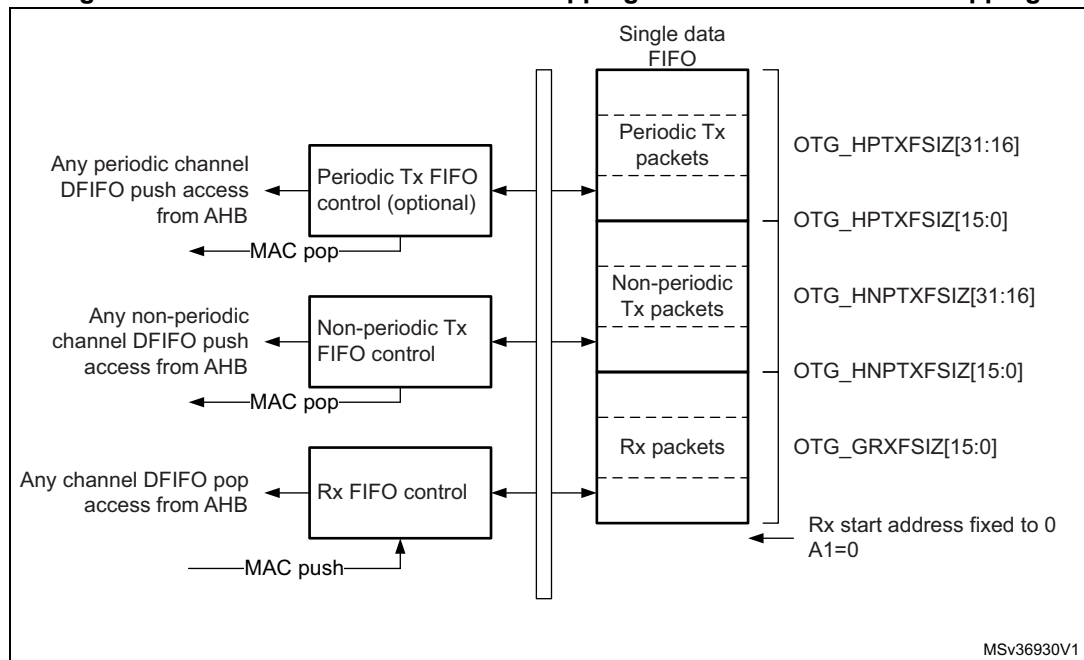 Single data
FIFO
Periodic Tx
packets
OTG_HPTXFSIZ[31:16]
Any periodic channel
DFIFO push access
from AHB
Periodic Tx FIFO
control (optional)
MAC pop
OTG_HPTXFSIZ[15:0]
Non-periodic
Tx packets
OTG_HNPTXFSIZ[31:16]
Any non-periodic
channel DFIFO push
access from AHB
Non-periodic Tx
FIFO control
MAC pop
OTG_HNPTXFSIZ[15:0]
Rx packets
OTG_GRXFSIZ[15:0]
Any channel DFIFO pop
access from AHB
Rx FIFO control
Rx start address fixed to 0
A1=0
MAC push
MSv36930V1